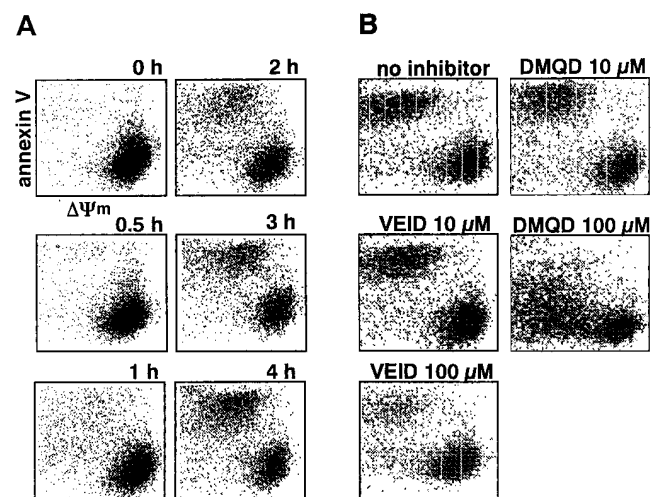 A
B
0 h
2 h
no inhibitor
DMQD 10 µM
annexin V
ΔΨm
0.5 h
3 h
VEID 10 µM
DMQD 100 µM
1 h
4 h
VEID 100 µM